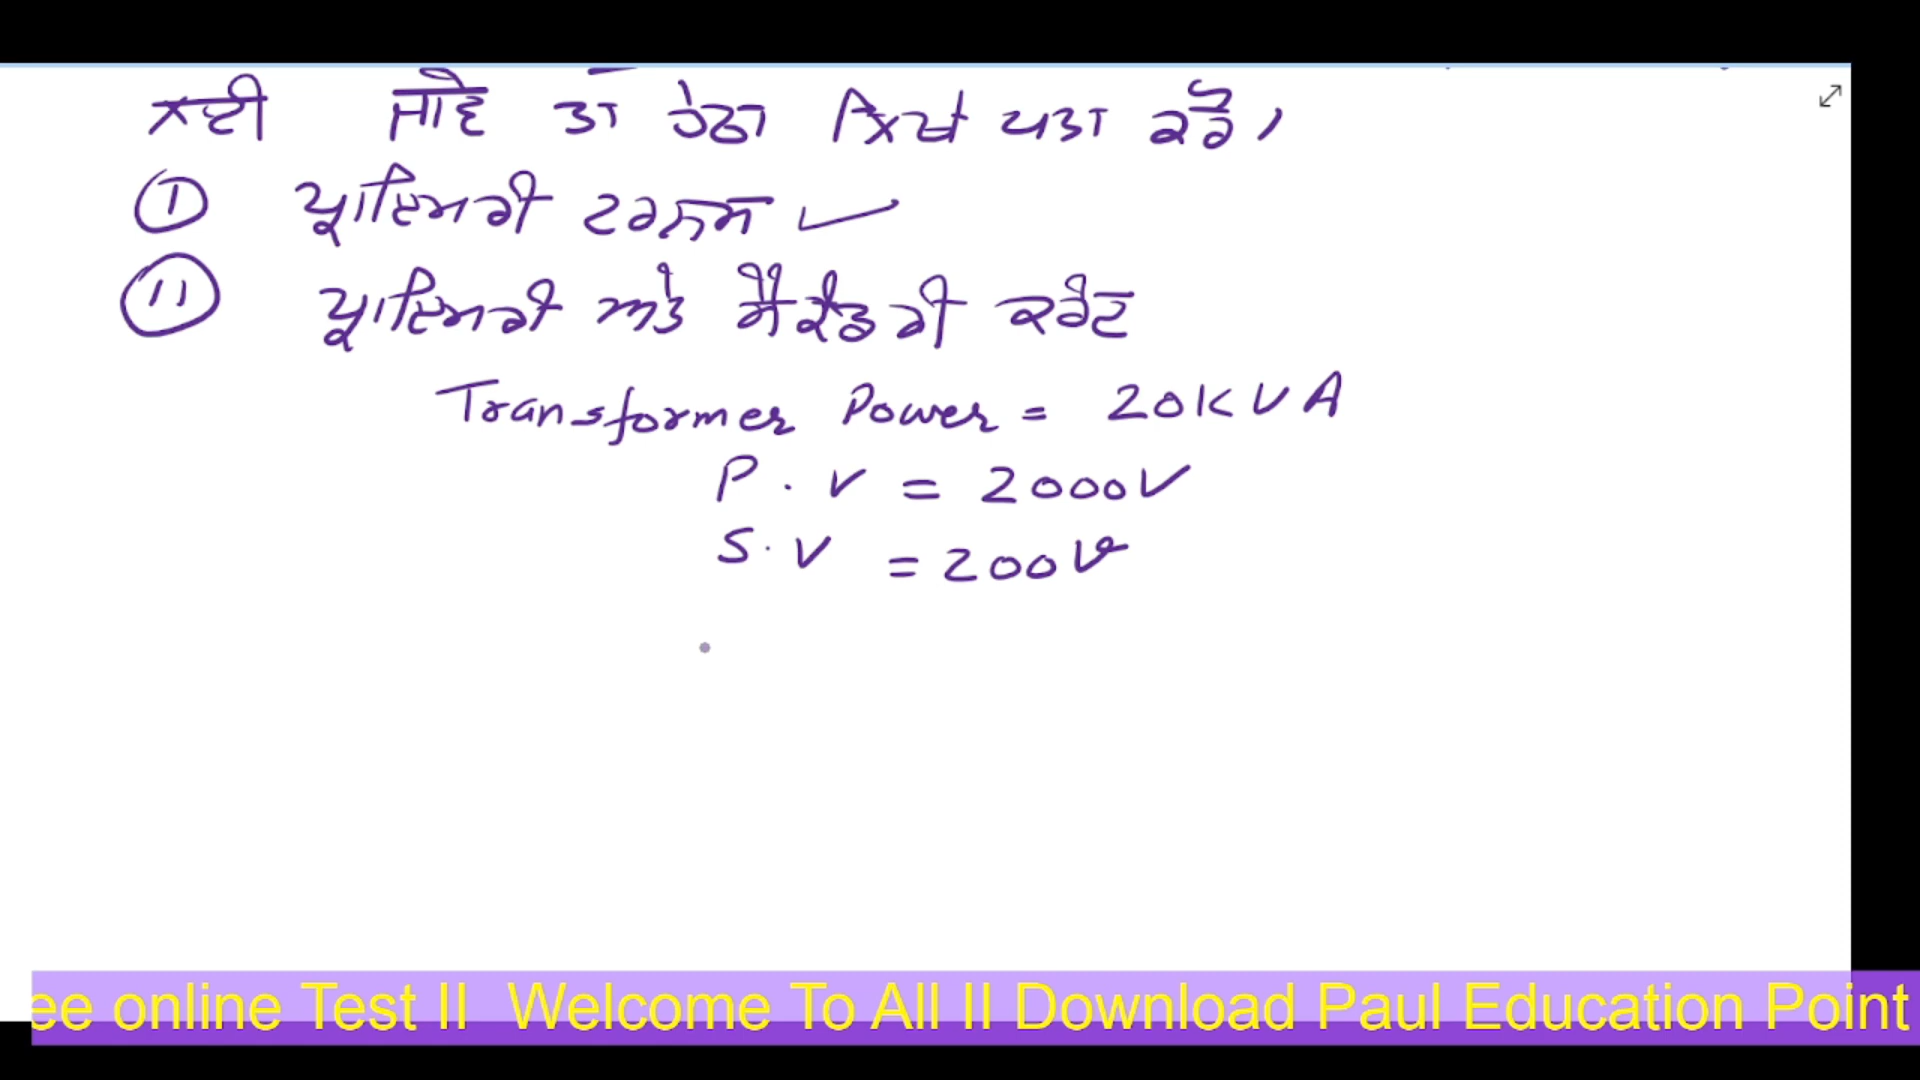 ਜਾਵੇ ਤਾਂ ਹੇਠਾਂ ਲਿਖੇ ਪਤਾ ਕਰੋ,
① ਪ੍ਰਾਇਮਰੀ ਟਰਨਸ ✓
⑪ ਪ੍ਰਾਇਮਰੀ ਅਤੇ ਸੈਕੰਡਰੀ ਕਰੰਟ
Transformer Power = 20KVA
P.V = 2000V
S.V = 200V
ee online Test II Welcome To All II Download Paul Education Point